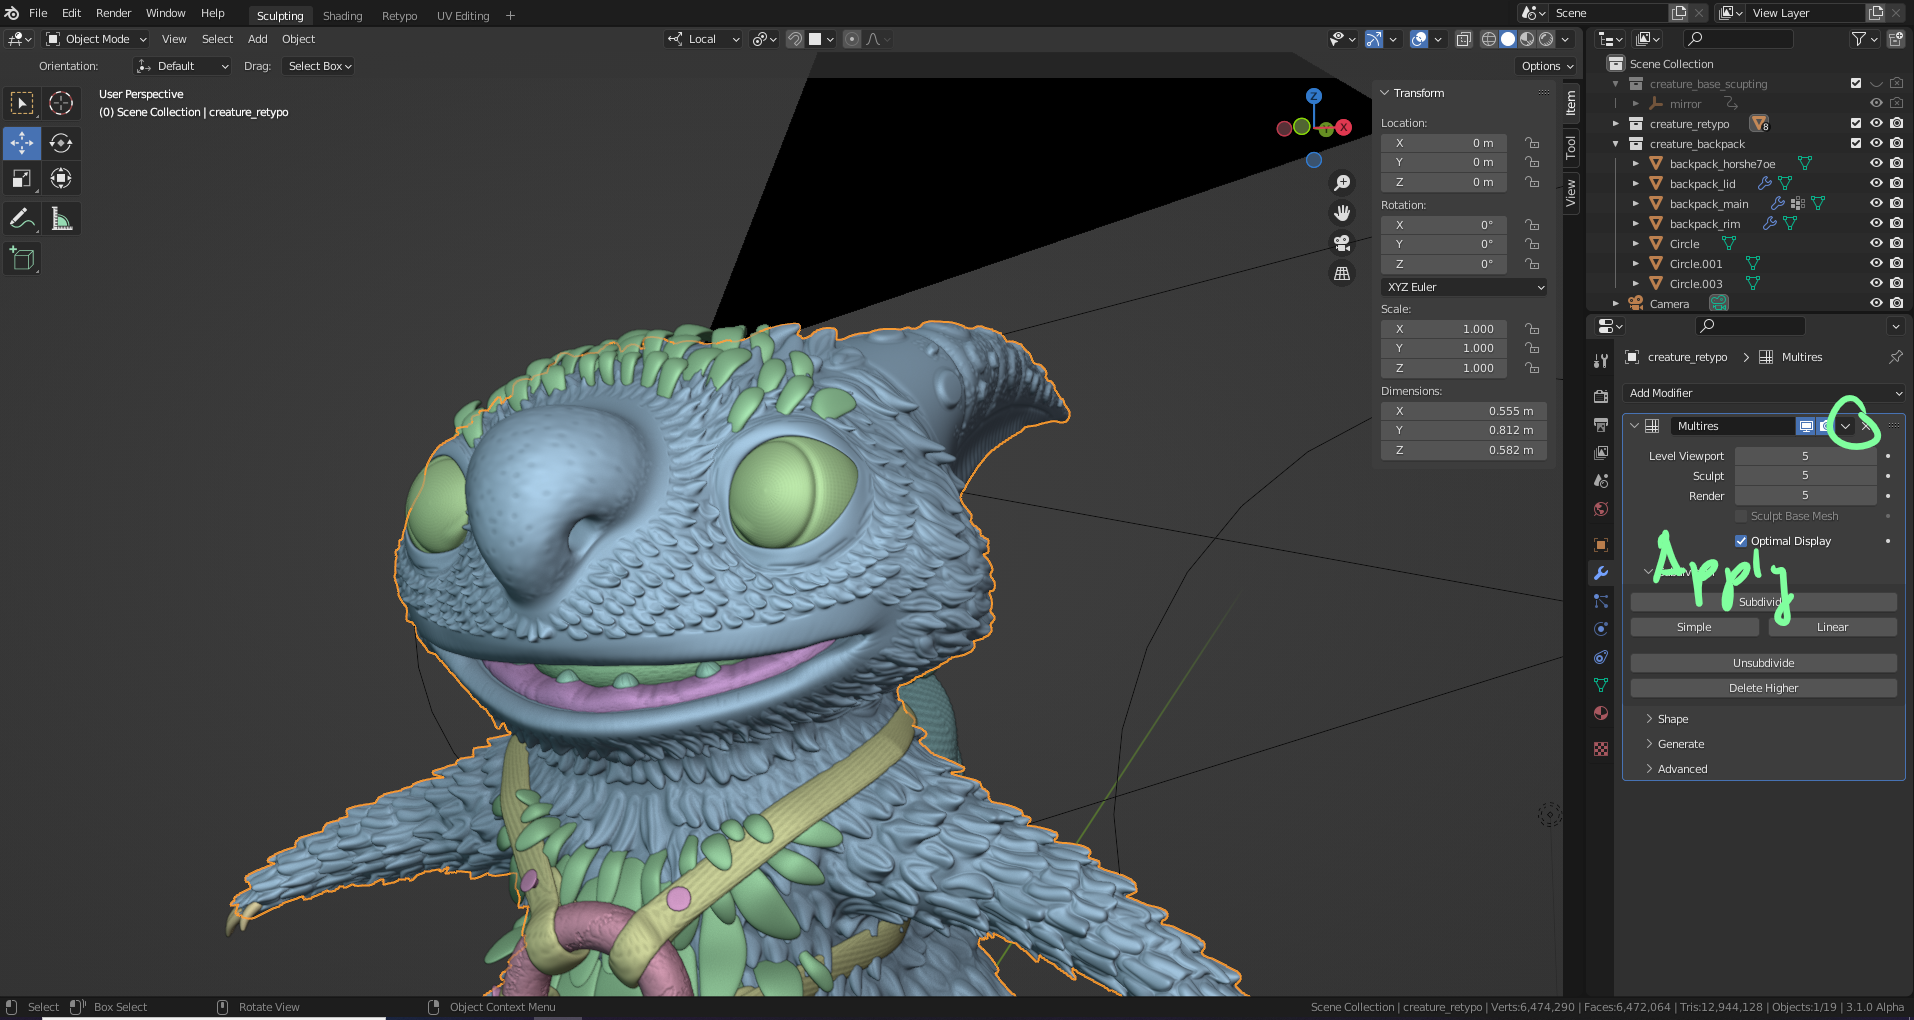 File Edit Render Window Help Sculpting Shading Retypo UV Editing + Scene View Layer
Object Mode View Select Add Object Local
Orientation: Default Drag: Select Box Options
User Perspective
(0) Scene Collection | creature_retypo
Z
X
Y
Transform
Location:
X 0 m
Y 0 m
Z 0 m
Rotation:
X 0°
Y 0°
Z 0°
XYZ Euler
Scale:
X 1.000
Y 1.000
Z 1.000
Dimensions:
X 0.555 m
Y 0.812 m
Z 0.582 m
Item
Tool
View
Scene Collection
creature_base_scupting
mirror
creature_retypo 8
creature_backpack
backpack_horshe7oe
backpack_lid
backpack_main
backpack_rim
Circle
Circle.001
Circle.003
Camera
creature_retypo > Multires
Add Modifier
Multires
Level Viewport 5
Sculpt 5
Render 5
Sculpt Base Mesh
Optimal Display
Apply
Subdivide
Simple Linear
Unsubdivide
Delete Higher
Shape
Generate
Advanced
Select Box Select Rotate View Object Context Menu
Scene Collection | creature_retypo | Verts:6,474,290 | Faces:6,472,064 | Tris:12,944,128 | Objects:1/19 | 3.1.0 Alpha